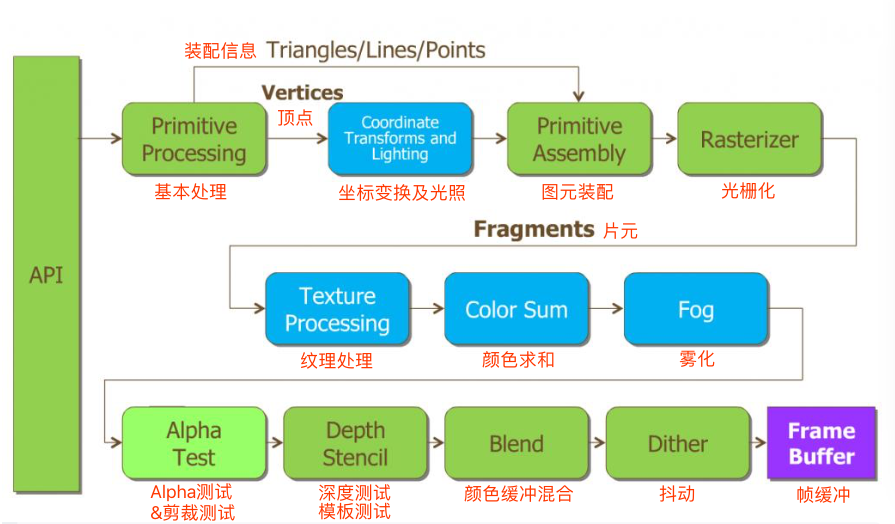 装配信息 Triangles/Lines/Points
Vertices
顶点
Primitive
Processing
基本处理
Coordinate
Transforms and
Lighting
坐标变换及光照
Primitive
Assembly
图元装配
Rasterizer
光栅化
API
Fragments 片元
Texture
Processing
纹理处理
Color Sum
颜色求和
Fog
雾化
Alpha
Test
Alpha测试
&剪裁测试
Depth
Stencil
深度测试
模板测试
Blend
颜色缓冲混合
Dither
抖动
Frame
Buffer
帧缓冲